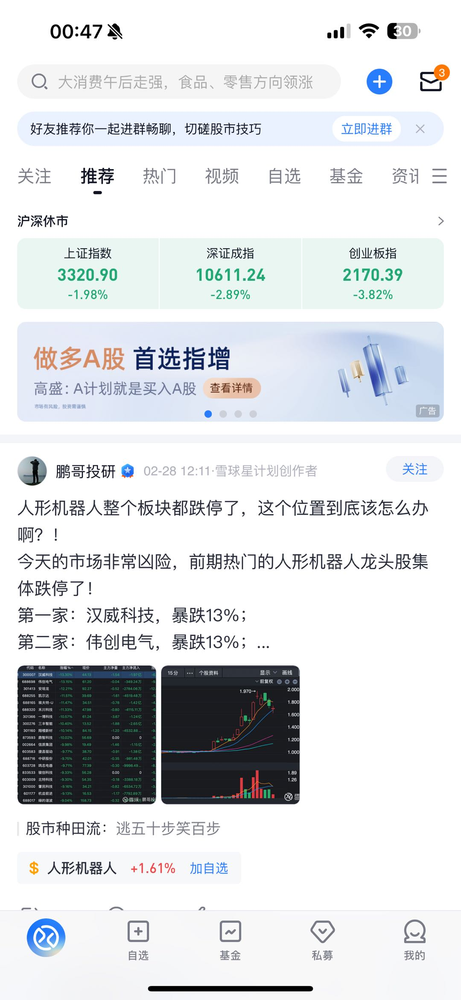 00:47
30
大消费午后走强，食品、零售方向领涨
3
好友推荐你一起进群畅聊，切磋股市技巧
立即进群
关注 推荐 热门 视频 自选 基金 资讯
沪深休市
上证指数 深证成指 创业板指
3320.90 10611.24 2170.39
-1.98% -2.89% -3.82%
做多A股 首选指增
高盛：A计划就是买入A股 查看详情
市场有风险，投资需谨慎
广告
鹏哥投研 02-28 12:11·雪球星计划创作者 关注
人形机器人整个板块都跌停了，这个位置到底该怎么办
啊？！
今天的市场非常凶险，前期热门的人形机器人龙头股集
体跌停了！
第一家：汉威科技，暴跌13%；
第二家：伟创电气，暴跌13%；...
代码 名称 涨幅% 现价 主力净量 主力净流入
300007 汉威科技 -13.30% 44.13 -1.54 -1.97亿
688698 伟创电气 -13.15% 61.20 -0.04 -349.24万
301413 安培龙 -12.21% 92.27 -0.52 -2784.06万
688255 凯尔达 -11.51% 39.69 -1.61 -4519.48万
688165 埃夫特-U -11.47% 34.51 -0.78 -1.42亿
688320 禾川科技 -11.33% 47.98 -0.80 -4115.11万
301366 一博科技 -10.57% 61.24 -3.67 -1.24亿
300276 三丰智能 -10.40% 13.52 -1.88 -2.65亿
301160 翔楼新材 -10.14% 84.15 -1.20 -4532.88...
873593 鼎智科技 -10.02% 56.69 0.00 0
002664 信质集团 -9.98% 19.49 -1.46 -1.15亿
603583 捷昌驱动 -9.77% 38.70 -0.91 -1.38亿
688716 中研股份 -9.75% 42.01 -0.35 -981.48万
603728 鸣志电器 -9.71% 77.39 -0.30 -9998.49...
833533 骏创科技 -9.33% 56.28 0.00 0
603009 北特科技 -9.30% 54.35 -0.18 -3388.18万
301000 肇民科技 -9.16% 34.21 -0.82 -6534.72万
601177 杭齿前进 -9.13% 16.53 -1.17 -7792.89万
688017 绿的谐波 -9.04% 158.73 -0.32
雪球 鹏哥投
15分 ... 个股资料 显示 画线
前复权
1.970
2.000
1.800
1.600
1.400
1.200
1.000
1.89
1.26
股市种田流：逃五十步笑百步
$ 人形机器人 +1.61% 加自选
自选 基金 私募 我的